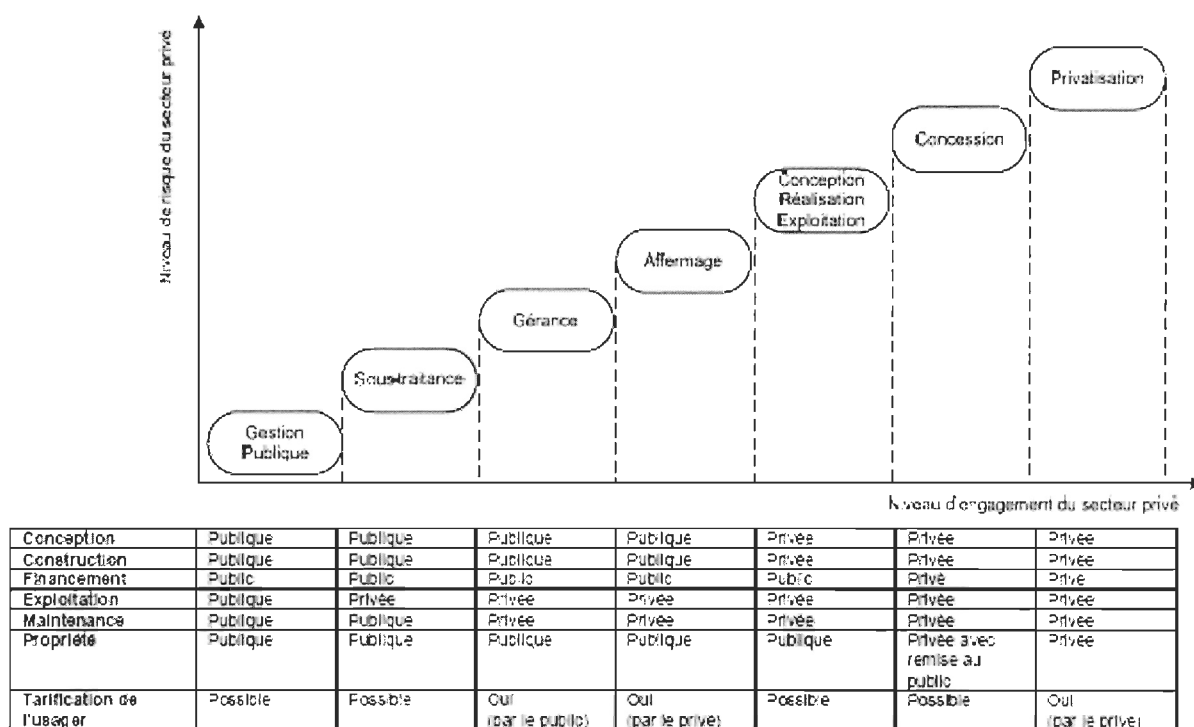 Niveau de risque du secteur privé
Privatisation
Concession
Conception
Réalisation
Exploitation
Affermage
Gérance
Sous-traitance
Gestion
Publique
Niveau d'engagement du secteur privé
Conception Publique Publique Publique Publique Privée Privée Privée
Construction Publique Publique Publique Publique Privée Privée Privée
Financement Public Public Public Public Public Privé Privé
Exploitation Publique Privée Privée Privée Privée Privée Privée
Maintenance Publique Publique Privée Privée Privée Privée Privée
Propriété Publique Publique Publique Publique Publique Privée avec Privée
remise au
public
Tarification de Possible Possible Oui Oui Possible Possible Oui
l'usager (par le public) (par le privé) (par le privé)